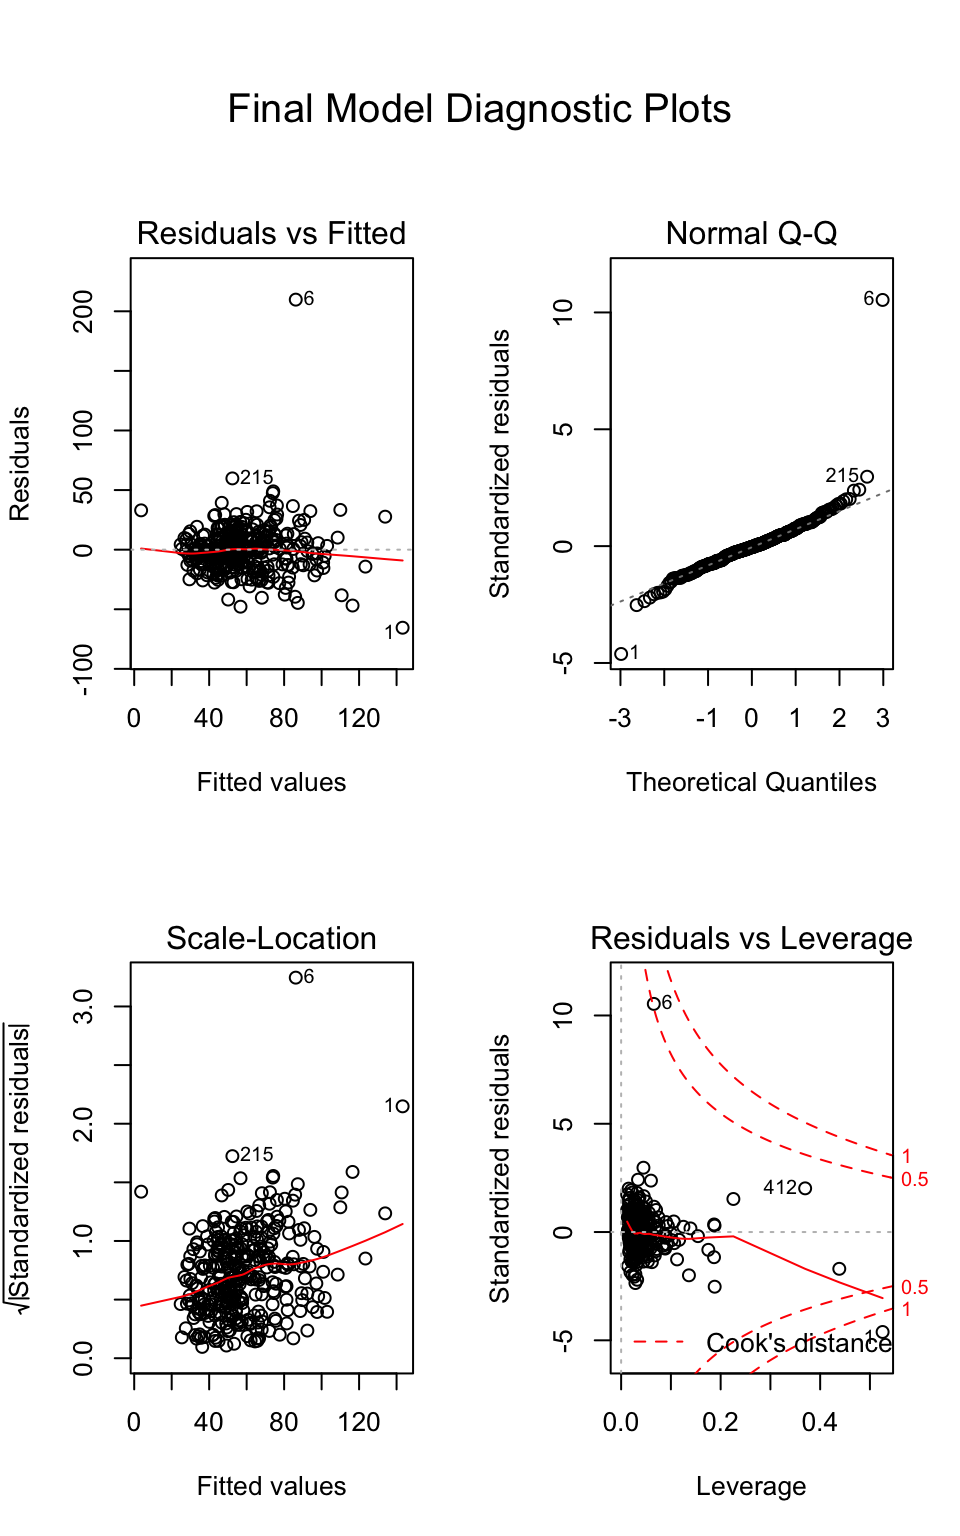 Final Model Diagnostic Plots
Residuals vs Fitted
Residuals
200
100
50
0
-100
6
215
1
0 40 80 120
Fitted values
Normal Q-Q
Standardized residuals
10
5
0
-5
6
215
1
-3 -1 0 1 2 3
Theoretical Quantiles
Scale-Location
√|Standardized residuals|
3.0
2.0
1.0
0.0
6
1
215
0 40 80 120
Fitted values
Residuals vs Leverage
Standardized residuals
10
5
0
-5
6
412
1
1
0.5
0.5
1
Cook's distance
0.0 0.2 0.4
Leverage